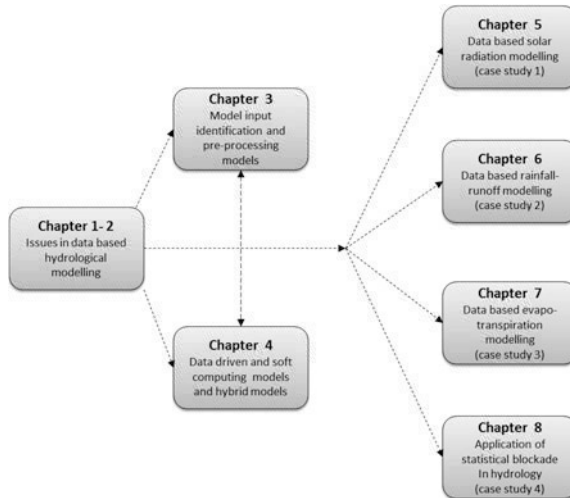 Chapter 1- 2
Issues in data based
hydrological
modelling
Chapter 3
Model input
identification and
pre-processing
models
Chapter 4
Data driven and soft
computing models
and hybrid models
Chapter 5
Data based solar
radiation modelling
(case study 1)
Chapter 6
Data based rainfall-
runoff modelling
(case study 2)
Chapter 7
Data based evapo-
transpiration
modelling
(case study 3)
Chapter 8
Application of
statistical blockade
In hydrology
(case study 4)